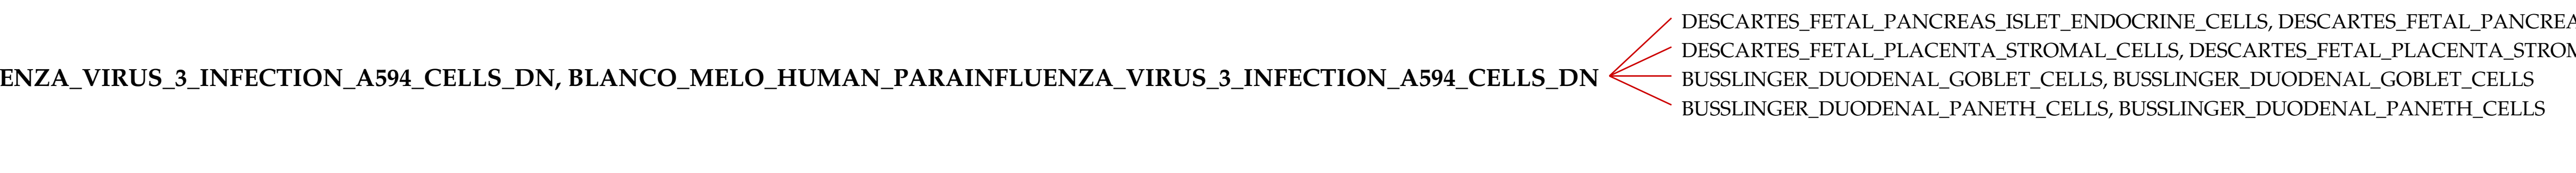 DESCARTES_FETAL_PANCREAS_ISLET_ENDOCRINE_CELLS, DESCARTES_FETAL_PANCREA
DESCARTES_FETAL_PLACENTA_STROMAL_CELLS, DESCARTES_FETAL_PLACENTA_STROM
ENZA_VIRUS_3_INFECTION_A594_CELLS_DN, BLANCO_MELO_HUMAN_PARAINFLUENZA_VIRUS_3_INFECTION_A594_CELLS_DN
BUSSLINGER_DUODENAL_GOBLET_CELLS, BUSSLINGER_DUODENAL_GOBLET_CELLS
BUSSLINGER_DUODENAL_PANETH_CELLS, BUSSLINGER_DUODENAL_PANETH_CELLS